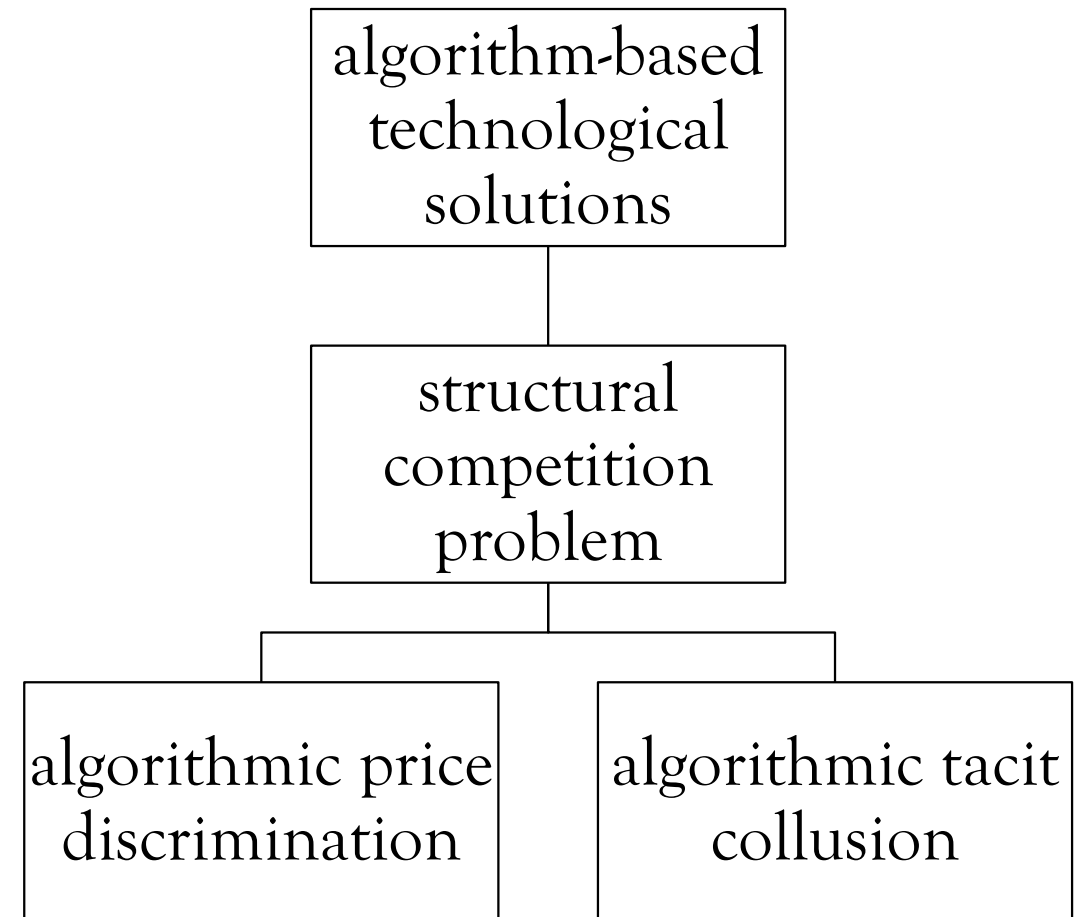 algorithm-based
technological
solutions
structural
competition
problem
algorithmic price
discrimination
algorithmic tacit
collusion